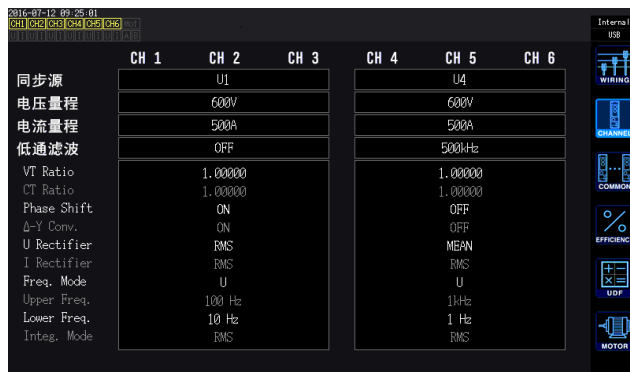 2016-07-12 09:25:01
CH1 CH2 CH3 CH4 CH5 CH6 Mot
U I U I U I U I U I U I A B
Internal
USB
CH 1 CH 2 CH 3 CH 4 CH 5 CH 6
同步源 U1 U4
电压量程 600V 600V
电流量程 500A 500A
低通滤波 OFF 500kHz
VT Ratio 1.00000 1.00000
CT Ratio 1.00000 1.00000
Phase Shift ON OFF
Δ-Y Conv. ON OFF
U Rectifier RMS MEAN
I Rectifier RMS RMS
Freq. Mode U U
Upper Freq. 100 Hz 1kHz
Lower Freq. 10 Hz 1 Hz
Integ. Mode RMS RMS
WIRING
CHANNEL
COMMON
EFFICIENC
UDF
MOTOR